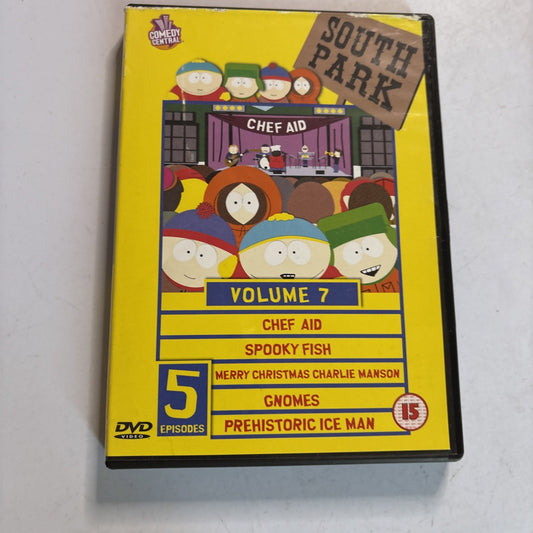 COMEDY
CENTRAL
SOUTH
PARK
CHEF AID
VOLUME 7
CHEF AID
SPOOKY FISH
MERRY CHRISTMAS CHARLIE MANSON
GNOMES
PREHISTORIC ICE MAN
5
EPISODES
15
DVD
VIDEO